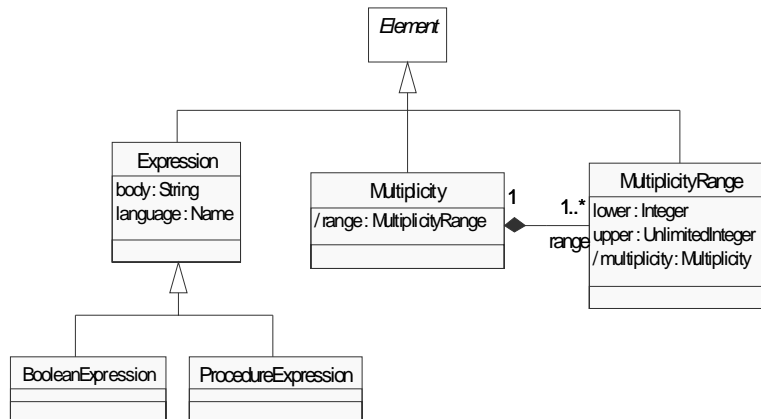 Element
Expression
body : String
language : Name
Multiplicity
/ range : MultiplicityRange
1
1..*
range
MultiplicityRange
lower : Integer
upper : UnlimitedInteger
/ multiplicity : Multiplicity
BooleanExpression
ProcedureExpression